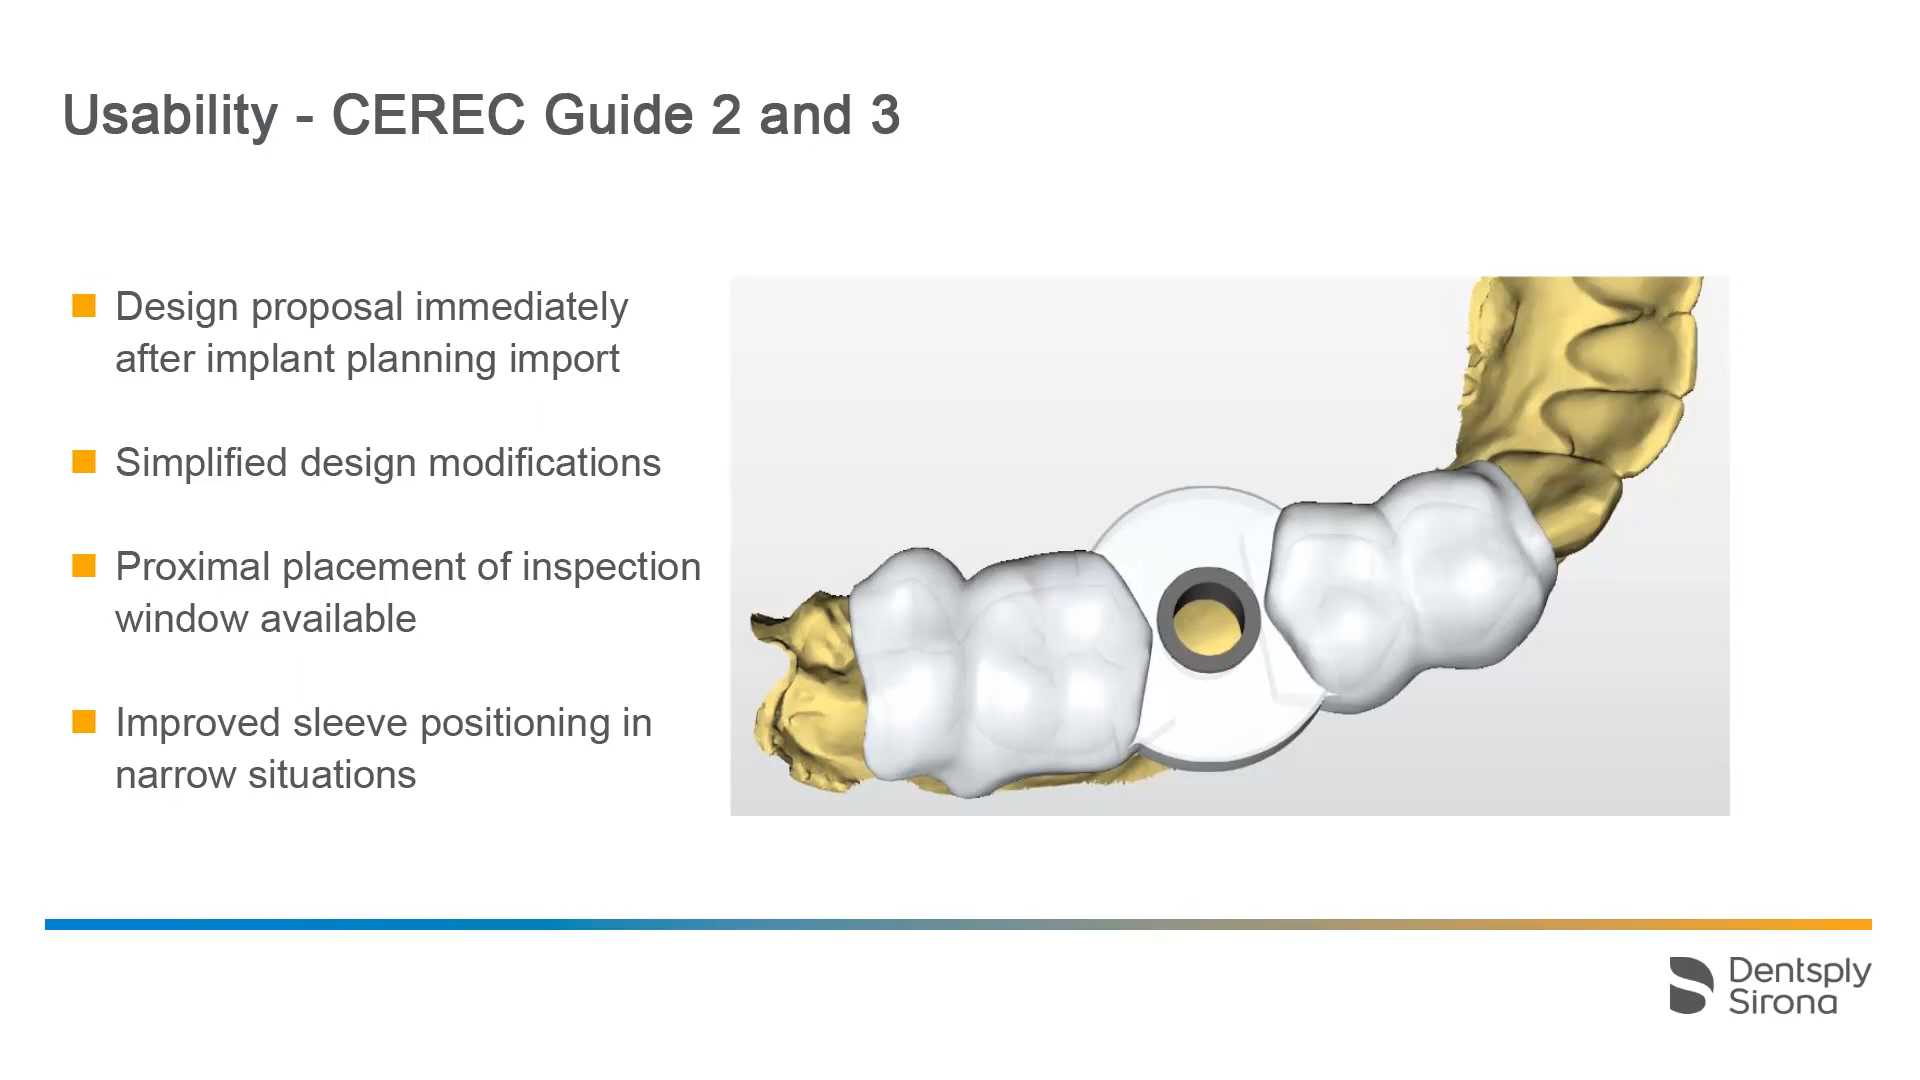 Usability - CEREC Guide 2 and 3
Design proposal immediately
after implant planning import
Simplified design modifications
Proximal placement of inspection
window available
Improved sleeve positioning in
narrow situations
Dentsply
Sirona